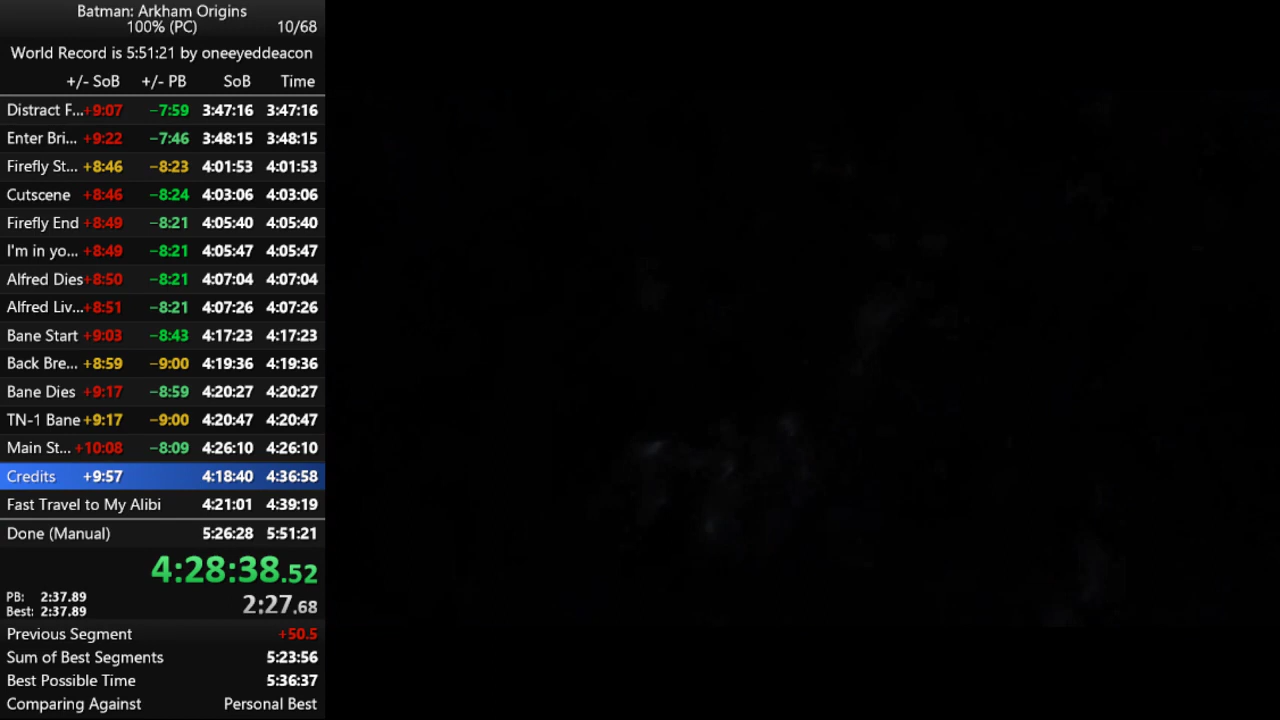 Batman: Arkham Origins
100% (PC) 10/68
World Record is 5:51:21 by oneeyeddeacon
+/- SoB +/- PB SoB Time
Distract F... +9:07 −7:59 3:47:16 3:47:16
Enter Bri... +9:22 −7:46 3:48:15 3:48:15
Firefly St... +8:46 −8:23 4:01:53 4:01:53
Cutscene +8:46 −8:24 4:03:06 4:03:06
Firefly End +8:49 −8:21 4:05:40 4:05:40
I'm in yo... +8:49 −8:21 4:05:47 4:05:47
Alfred Dies +8:50 −8:21 4:07:04 4:07:04
Alfred Liv... +8:51 −8:21 4:07:26 4:07:26
Bane Start +9:03 −8:43 4:17:23 4:17:23
Back Bre... +8:59 −9:00 4:19:36 4:19:36
Bane Dies +9:17 −8:59 4:20:27 4:20:27
TN-1 Bane +9:17 −9:00 4:20:47 4:20:47
Main St... +10:08 −8:09 4:26:10 4:26:10
Credits +9:57 4:18:40 4:36:58
Fast Travel to My Alibi 4:21:01 4:39:19
Done (Manual) 5:26:28 5:51:21
4:28:38.52
PB: 2:37.89
Best: 2:37.89 2:27.68
Previous Segment +50.5
Sum of Best Segments 5:23:56
Best Possible Time 5:36:37
Comparing Against Personal Best